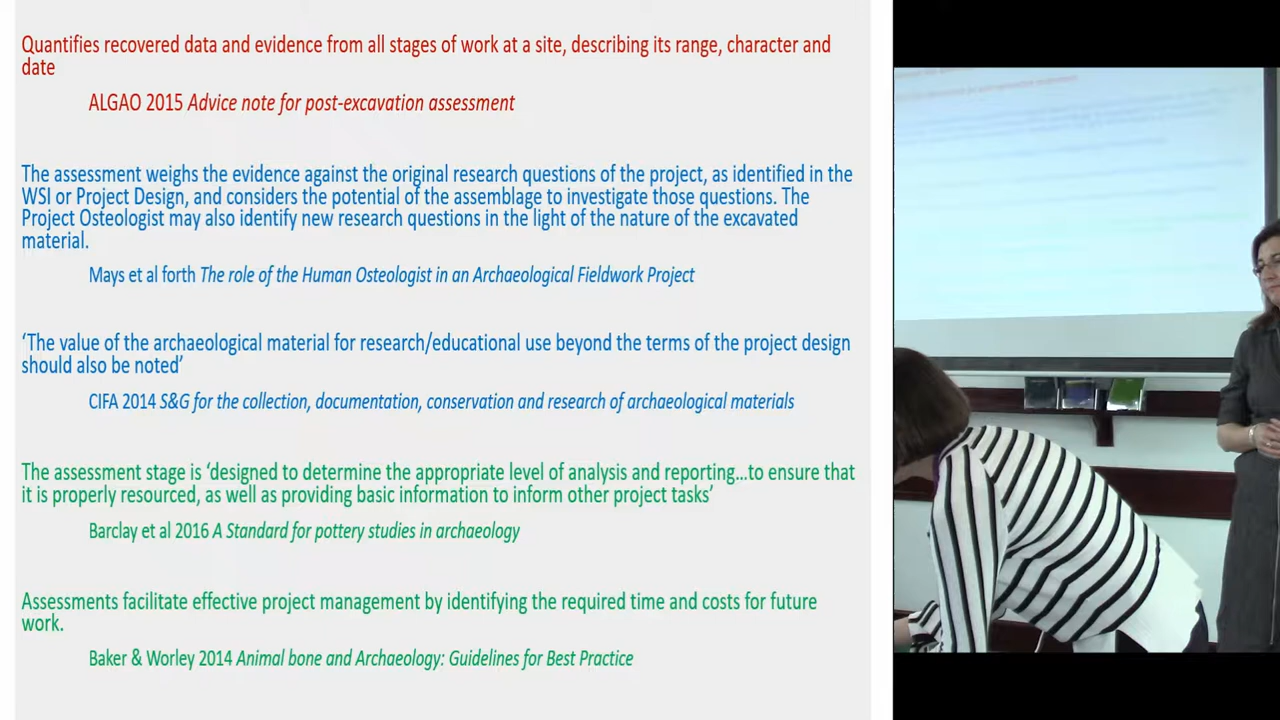 Quantifies recovered data and evidence from all stages of work at a site, describing its range, character and
date
ALGAO 2015 Advice note for post-excavation assessment
The assessment weighs the evidence against the original research questions of the project, as identified in the
WSI or Project Design, and considers the potential of the assemblage to investigate those questions. The
Project Osteologist may also identify new research questions in the light of the nature of the excavated
material.
Mays et al forth The role of the Human Osteologist in an Archaeological Fieldwork Project
‘The value of the archaeological material for research/educational use beyond the terms of the project design
should also be noted’
CIFA 2014 S&G for the collection, documentation, conservation and research of archaeological materials
The assessment stage is ‘designed to determine the appropriate level of analysis and reporting...to ensure that
it is properly resourced, as well as providing basic information to inform other project tasks’
Barclay et al 2016 A Standard for pottery studies in archaeology
Assessments facilitate effective project management by identifying the required time and costs for future
work.
Baker & Worley 2014 Animal bone and Archaeology: Guidelines for Best Practice